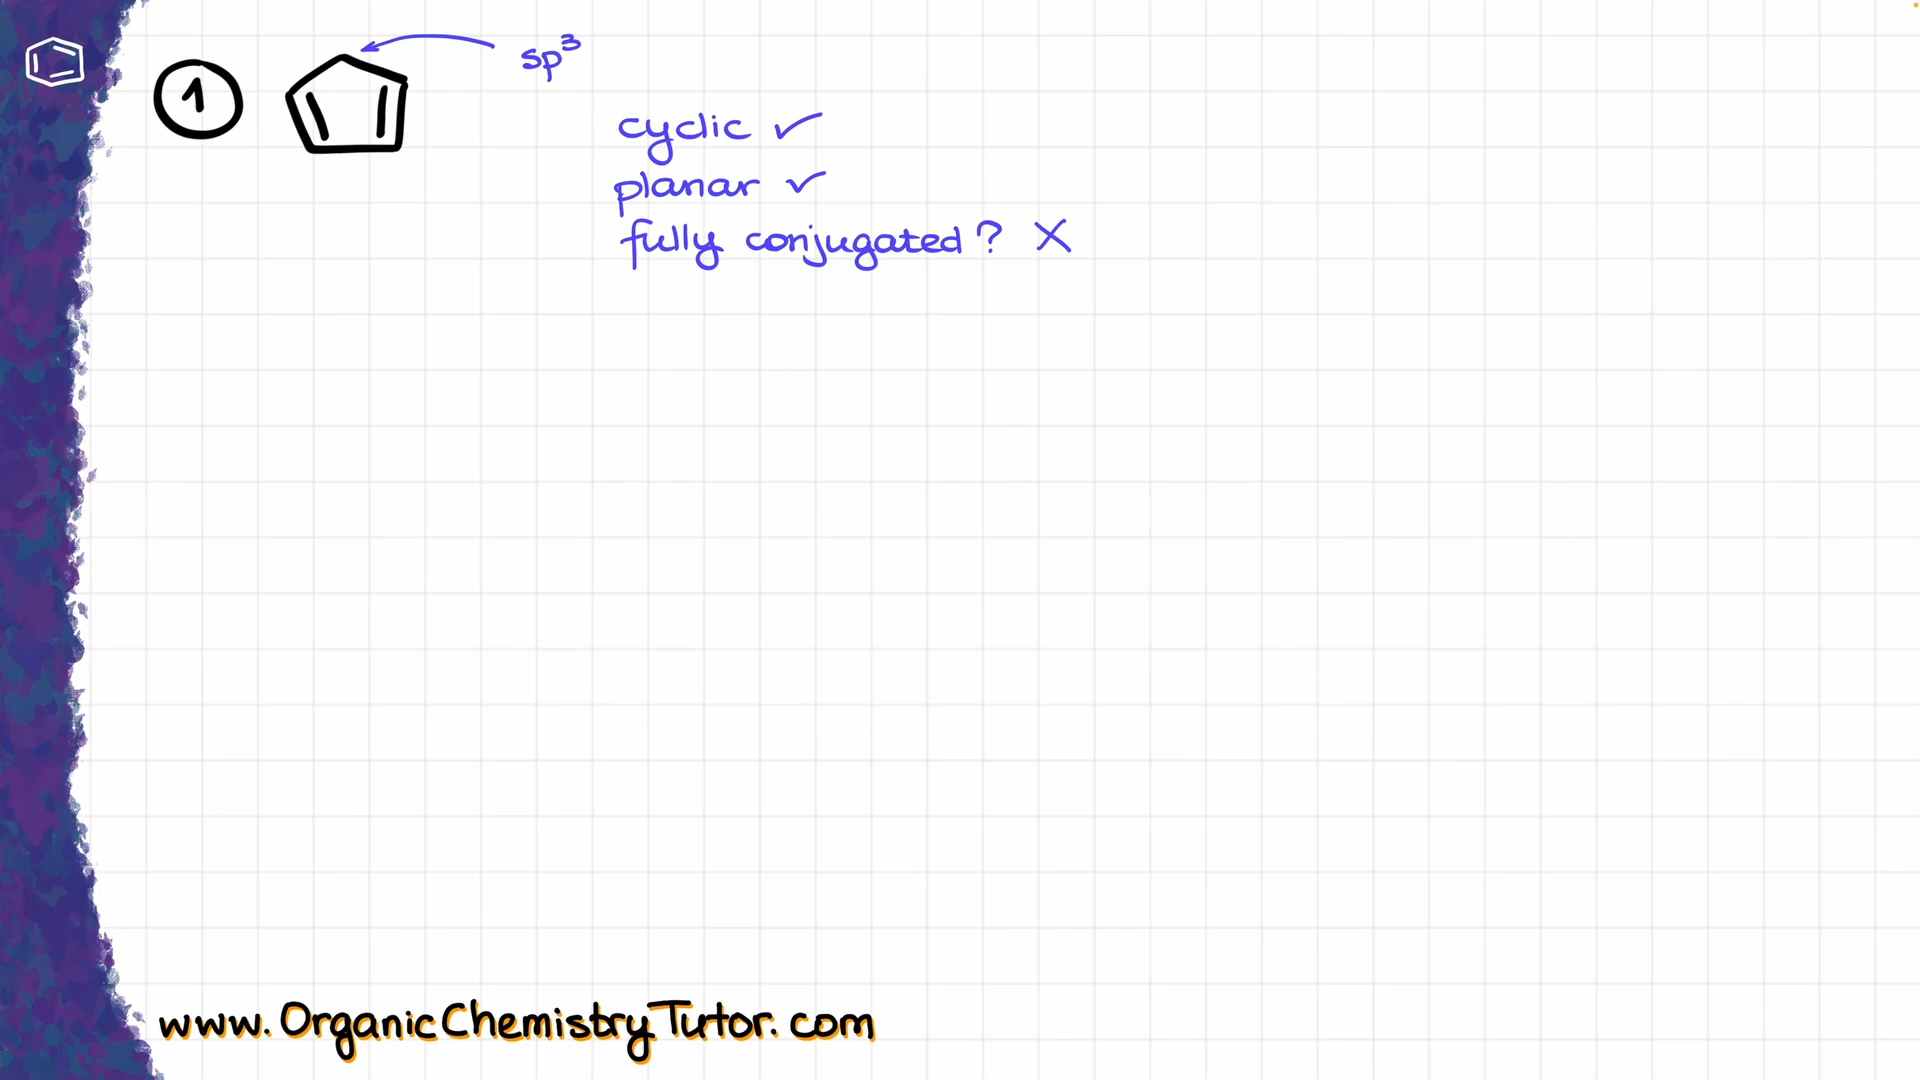 1
sp³
cyclic ✓
planar ✓
fully conjugated? X
www.OrganicChemistryTutor.com